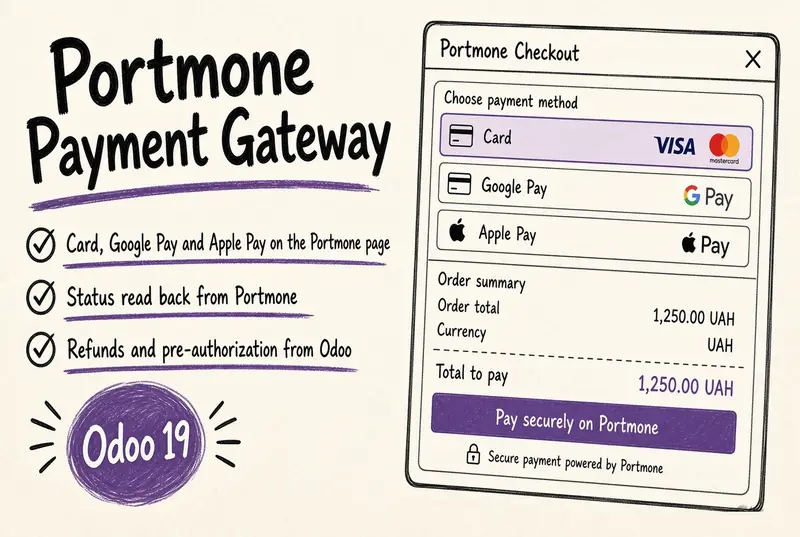 Portmone
Payment Gateway
Card, Google Pay and Apple Pay on the Portmone page
Status read back from Portmone
Refunds and pre-authorization from Odoo
Odoo 19
Portmone Checkout
Choose payment method
Card VISA mastercard
Google Pay G Pay
Apple Pay Pay
Order summary
Order total 1,250.00 UAH
Currency UAH
Total to pay 1,250.00 UAH
Pay securely on Portmone
Secure payment powered by Portmone